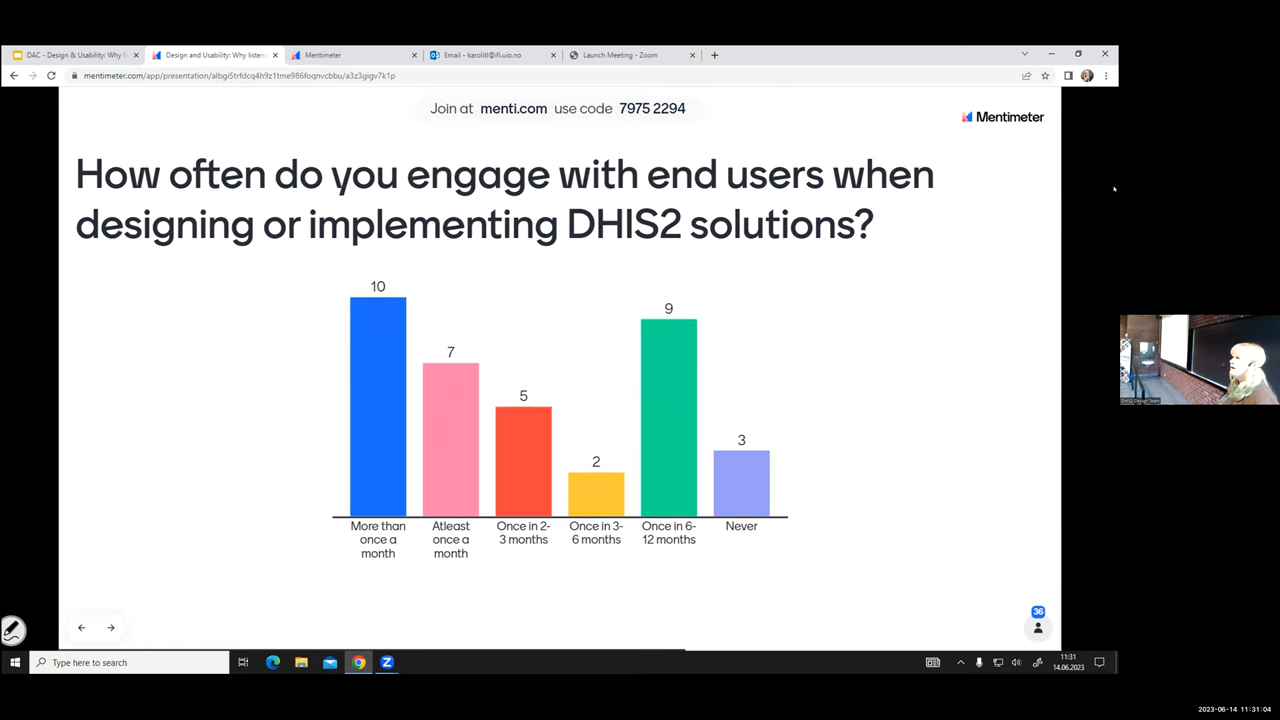 DAC - Design & Usability: Why li
Design and Usability: Why listen
Mentimeter
Email - karolitl@ifi.uio.no
Launch Meeting - Zoom
mentimeter.com/app/presentation/albgi5trfdcq4h9z1tme986foqnvcbbu/a3z3gigv7k1p
Join at menti.com use code 7975 2294
Mentimeter
How often do you engage with end users when
designing or implementing DHIS2 solutions?
10
7
5
2
9
3
More than
once a
month
Atleast
once a
month
Once in 2-
3 months
Once in 3-
6 months
Once in 6-
12 months
Never
DHIS2 Design Team
36
Type here to search
11:31
14.06.2023
2023-06-14 11:31:04